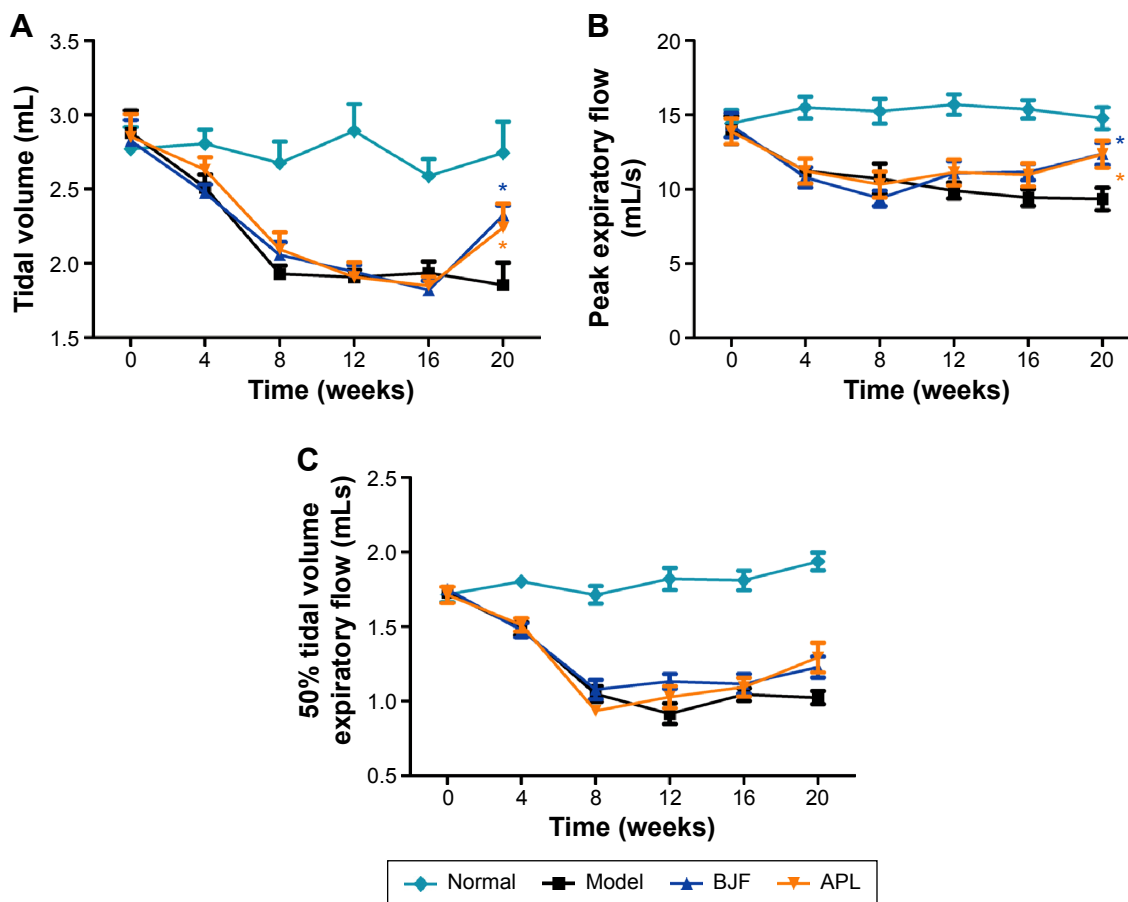 A
Tidal volume (mL)
3.5
3.0
2.5
2.0
1.5
*
*
0 4 8 12 16 20
Time (weeks)
B
Peak expiratory flow
(mL/s)
20
15
10
5
0
*
*
0 4 8 12 16 20
Time (weeks)
C
50% tidal volume
expiratory flow (mLs)
2.5
2.0
1.5
1.0
0.5
0 4 8 12 16 20
Time (weeks)
Normal Model BJF APL